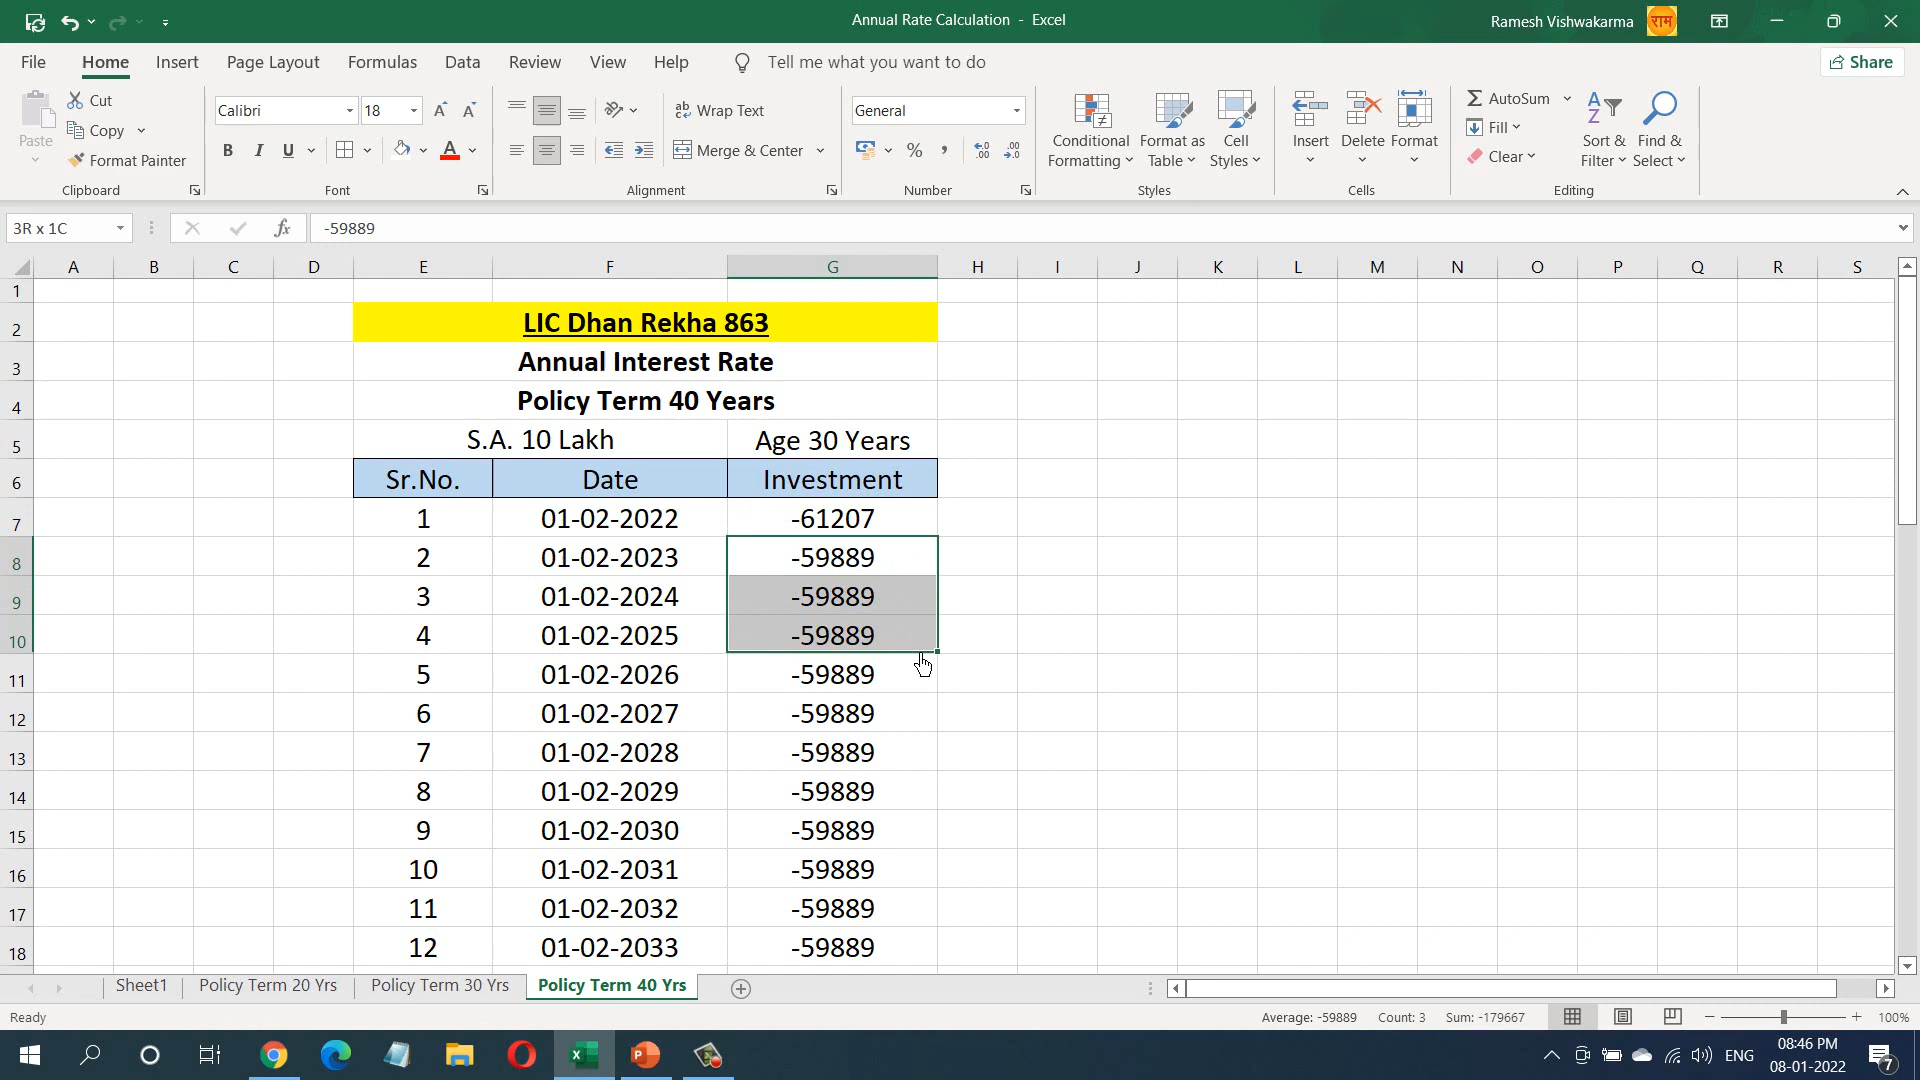 Annual Rate Calculation - Excel
Ramesh Vishwakarma
राम
File Home Insert Page Layout Formulas Data Review View Help Tell me what you want to do
Share
Paste
Cut
Copy
Format Painter
Clipboard
Calibri 18
B I U
Font
Wrap Text
Merge & Center
Alignment
General
Number
Conditional Formatting
Format as Table
Cell Styles
Styles
Insert Delete Format
Cells
AutoSum
Fill
Clear
Sort & Filter
Find & Select
Editing
3R x 1C
fx
-59889
A B C D E F G H I J K L M N O P Q R S
1
2 LIC Dhan Rekha 863
3 Annual Interest Rate
4 Policy Term 40 Years
5 S.A. 10 Lakh Age 30 Years
6 Sr.No. Date Investment
7 1 01-02-2022 -61207
8 2 01-02-2023 -59889
9 3 01-02-2024 -59889
10 4 01-02-2025 -59889
11 5 01-02-2026 -59889
12 6 01-02-2027 -59889
13 7 01-02-2028 -59889
14 8 01-02-2029 -59889
15 9 01-02-2030 -59889
16 10 01-02-2031 -59889
17 11 01-02-2032 -59889
18 12 01-02-2033 -59889
Sheet1 Policy Term 20 Yrs Policy Term 30 Yrs Policy Term 40 Yrs
Ready
Average: -59889 Count: 3 Sum: -179667
100%
ENG
08:46 PM
08-01-2022
7